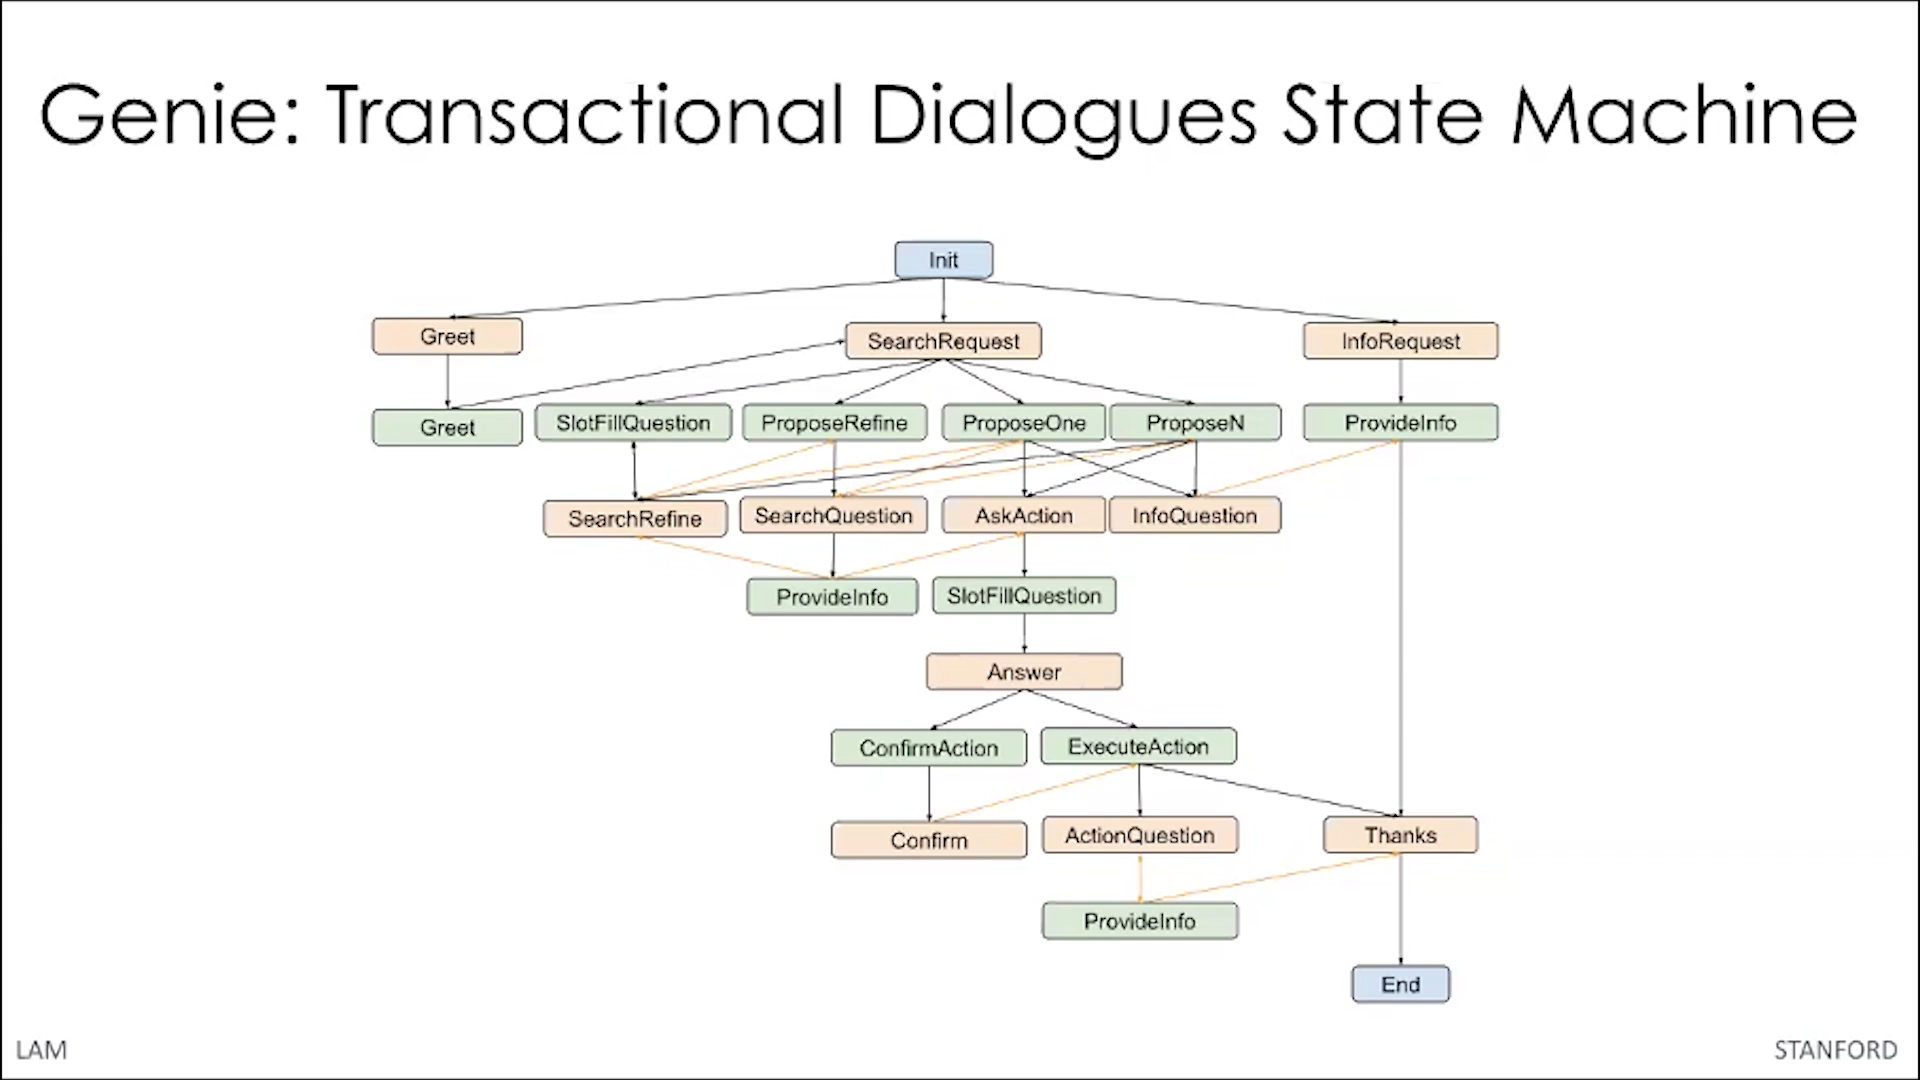 Genie: Transactional Dialogues State Machine
Init
Greet
SearchRequest
InfoRequest
Greet
SlotFillQuestion
ProposeRefine
ProposeOne
ProposeN
ProvideInfo
SearchRefine
SearchQuestion
AskAction
InfoQuestion
ProvideInfo
SlotFillQuestion
Answer
ConfirmAction
ExecuteAction
Confirm
ActionQuestion
Thanks
ProvideInfo
End
LAM
STANFORD